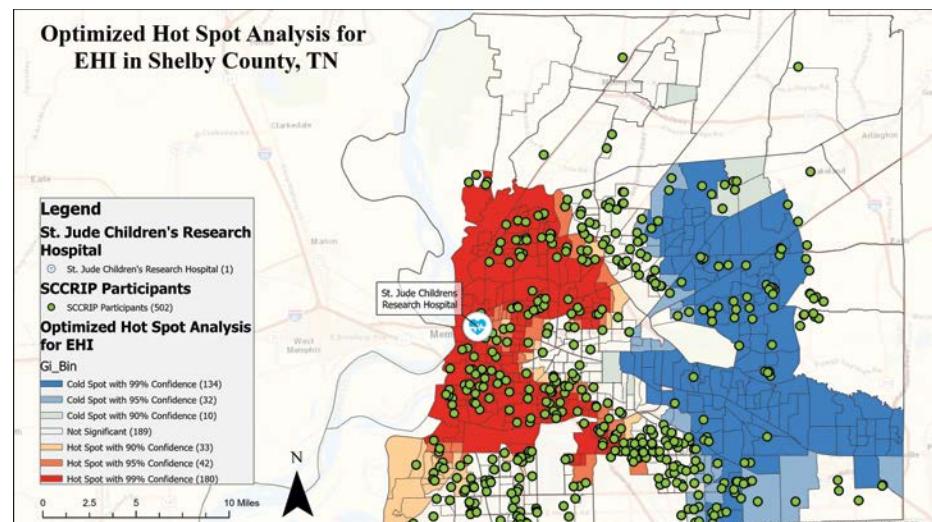 Optimized Hot Spot Analysis for
EHI in Shelby County, TN
Clarkedale
Arlington
Marion
West
Memphis
St. Jude Childrens
Research Hospital
Legend
St. Jude Children's Research
Hospital
St. Jude Children's Research Hospital (1)
SCCRIP Participants
SCCRIP Participants (502)
Optimized Hot Spot Analysis
for EHI
Gi_Bin
Cold Spot with 99% Confidence (134)
Cold Spot with 95% Confidence (32)
Cold Spot with 90% Confidence (10)
Not Significant (189)
Hot Spot with 90% Confidence (33)
Hot Spot with 95% Confidence (42)
Hot Spot with 99% Confidence (180)
N
0 2.5 5 10 Miles